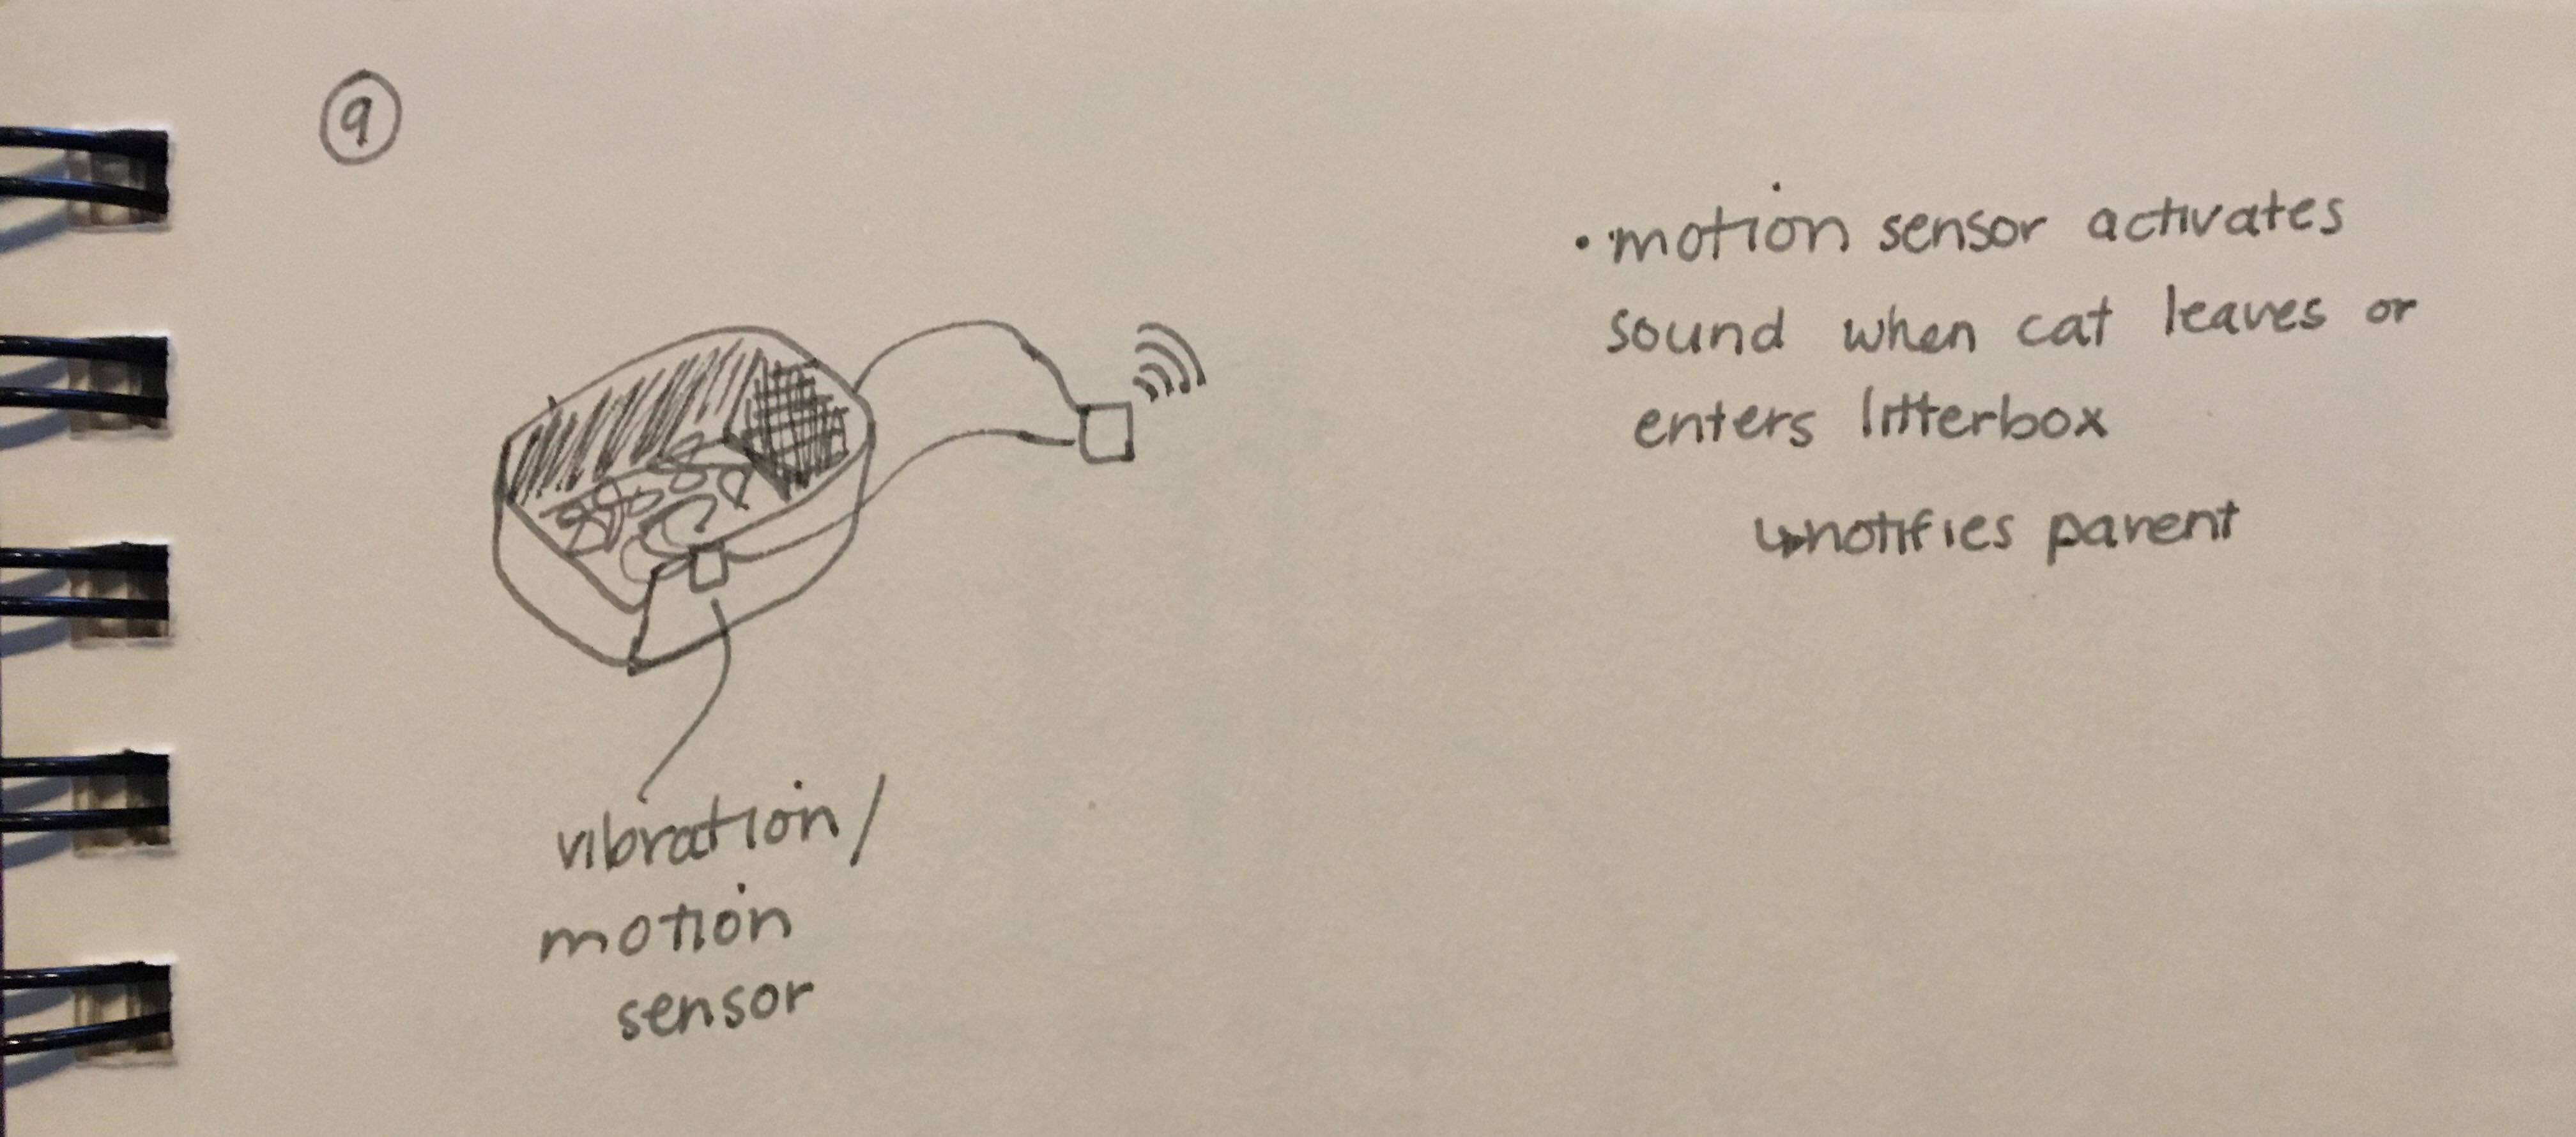 9
• motion sensor activates
sound when cat leaves or
enters litterbox
↳ notifies parent
vibration/
motion
sensor